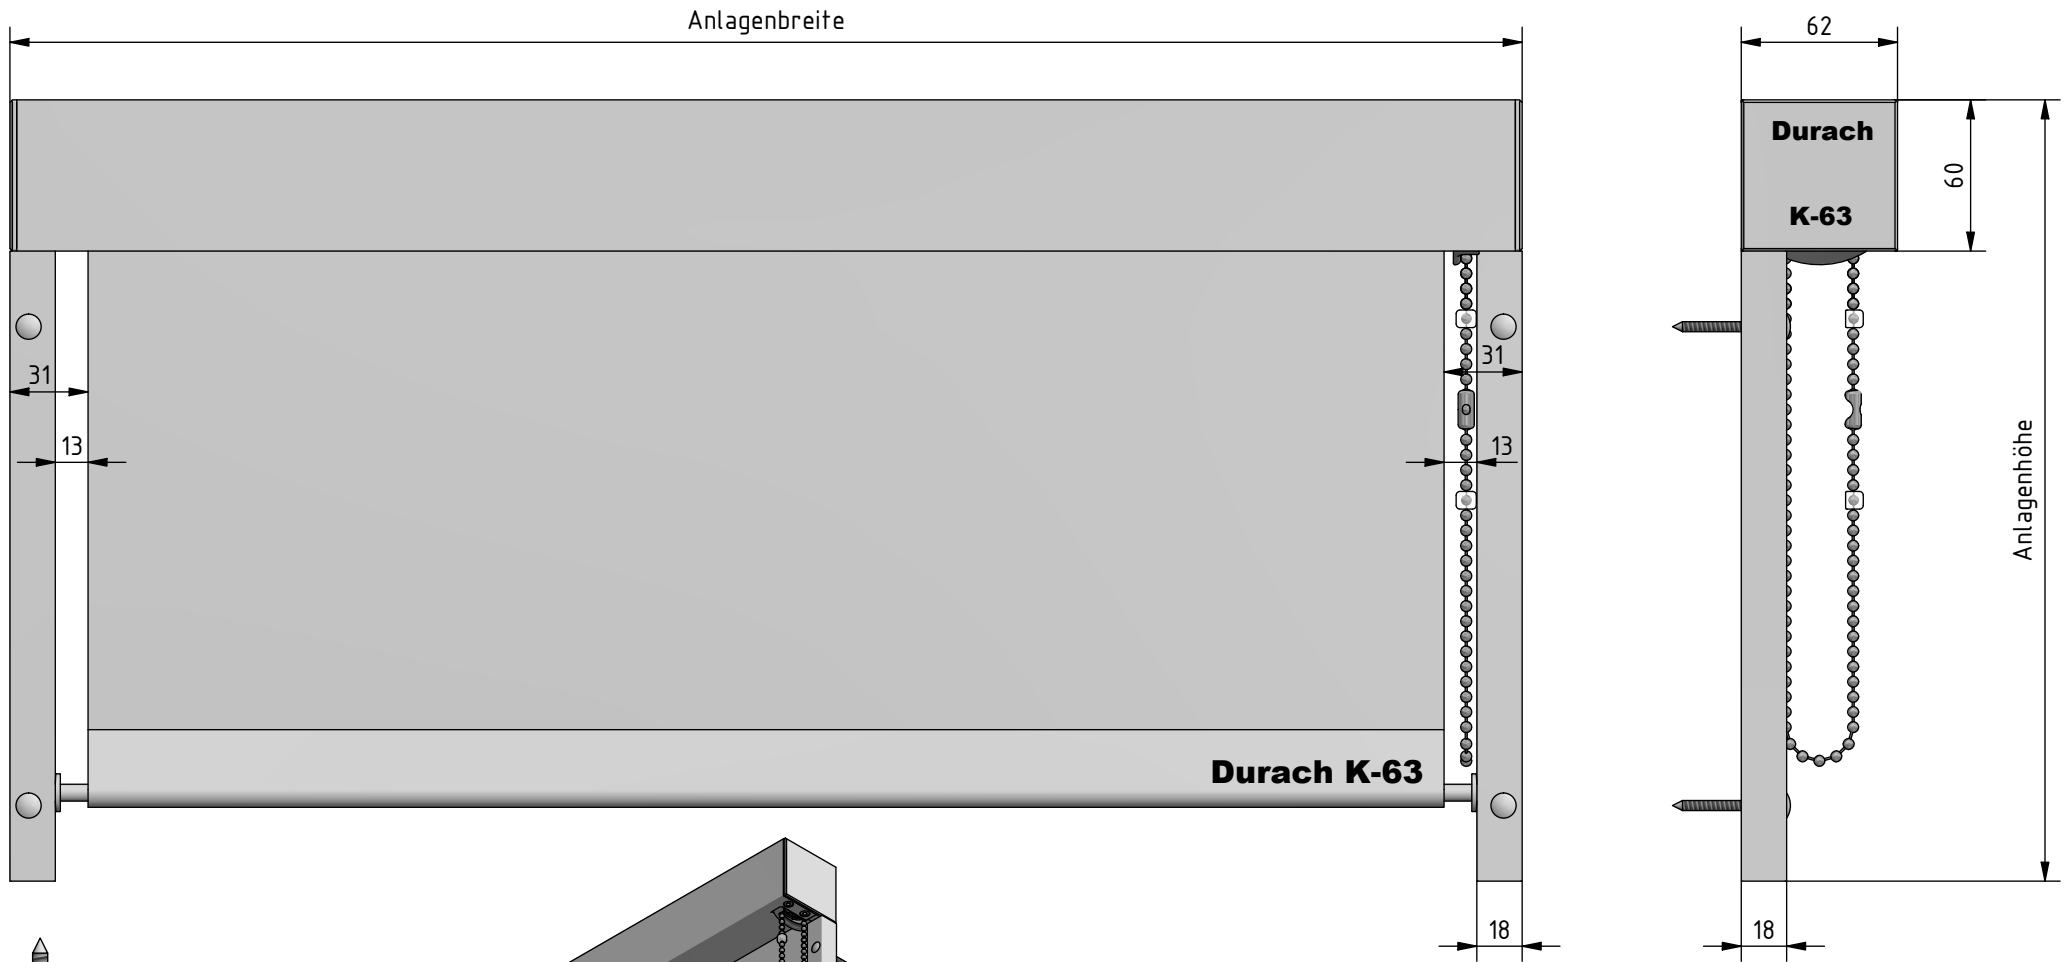 Anlagenbreite
62
Durach
K-63
60
31
31
13
13
Anlagenhöhe
Durach K-63
18
18